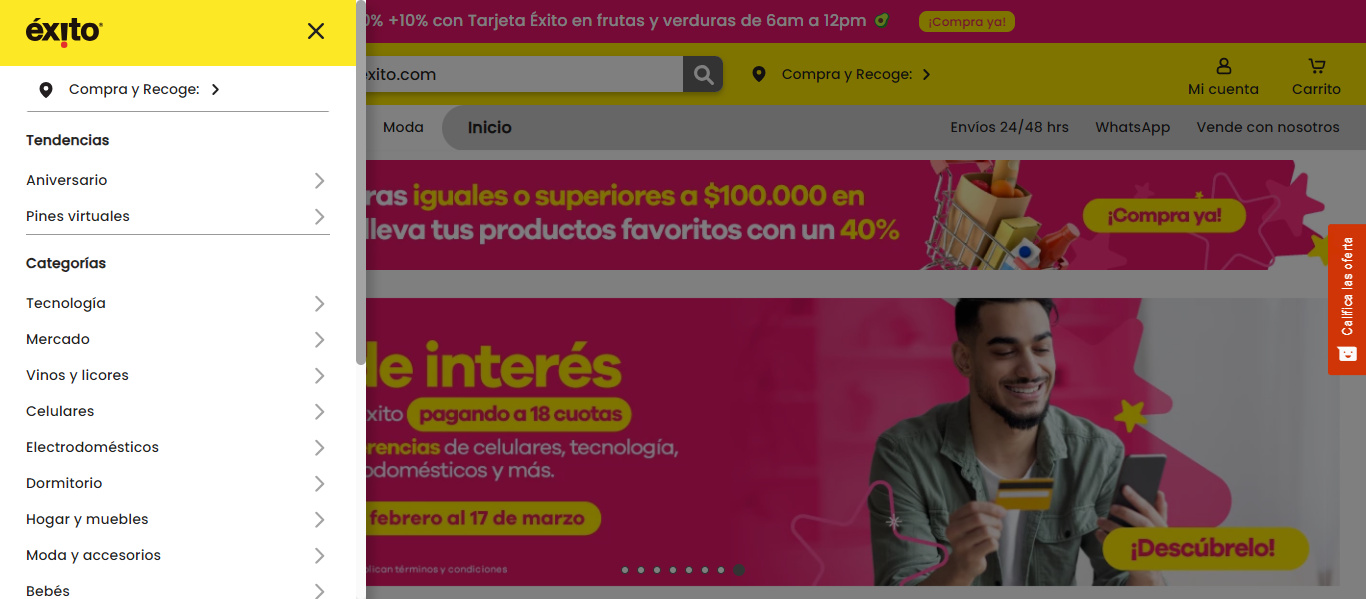 éxito
Compra y Recoge:
Tendencias
Aniversario
Pines virtuales
Categorías
Tecnología
Mercado
Vinos y licores
Celulares
Electrodomésticos
Dormitorio
Hogar y muebles
Moda y accesorios
Bebés
0% +10% con Tarjeta Éxito en frutas y verduras de 6am a 12pm ¡Compra ya!
exito.com
Compra y Recoge:
Mi cuenta
Carrito
Moda
Inicio
Envíos 24/48 hrs
WhatsApp
Vende con nosotros
ras iguales o superiores a $100.000 en
lleva tus productos favoritos con un 40%
¡Compra ya!
de interés
éxito pagando a 18 cuotas
rencias de celulares, tecnología,
odomésticos y más.
febrero al 17 de marzo
plican términos y condiciones
¡Descúbrelo!
Califica las oferta